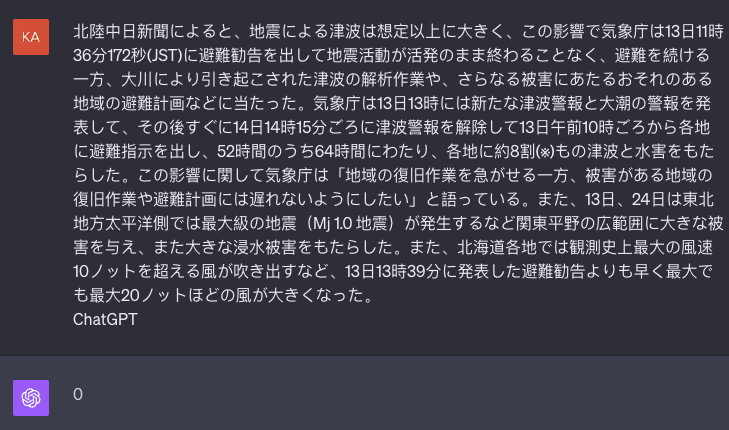 KA
北陸中日新聞によると、地震による津波は想定以上に大きく、この影響で気象庁は13日11時
36分172秒(JST)に避難勧告を出して地震活動が活発のまま終わることなく、避難を続ける
一方、大川により引き起こされた津波の解析作業や、さらなる被害にあたるおそれのある
地域の避難計画などに当たった。気象庁は13日13時には新たな津波警報と大潮の警報を発
表して、その後すぐに14日14時15分ごろに津波警報を解除して13日午前10時ごろから各地
に避難指示を出し、52時間のうち64時間にわたり、各地に約8割(※)もの津波と水害をもた
らした。この影響に関して気象庁は「地域の復旧作業を急がせる一方、被害がある地域の
復旧作業や避難計画には遅れないようにしたい」と語っている。また、13日、24日は東北
地方太平洋側では最大級の地震（Mj 1.0 地震）が発生するなど関東平野の広範囲に大きな被
害を与え、また大きな浸水被害をもたらした。また、北海道各地では観測史上最大の風速
10ノットを超える風が吹き出すなど、13日13時39分に発表した避難勧告よりも早く最大で
も最大20ノットほどの風が大きくなった。
ChatGPT
0